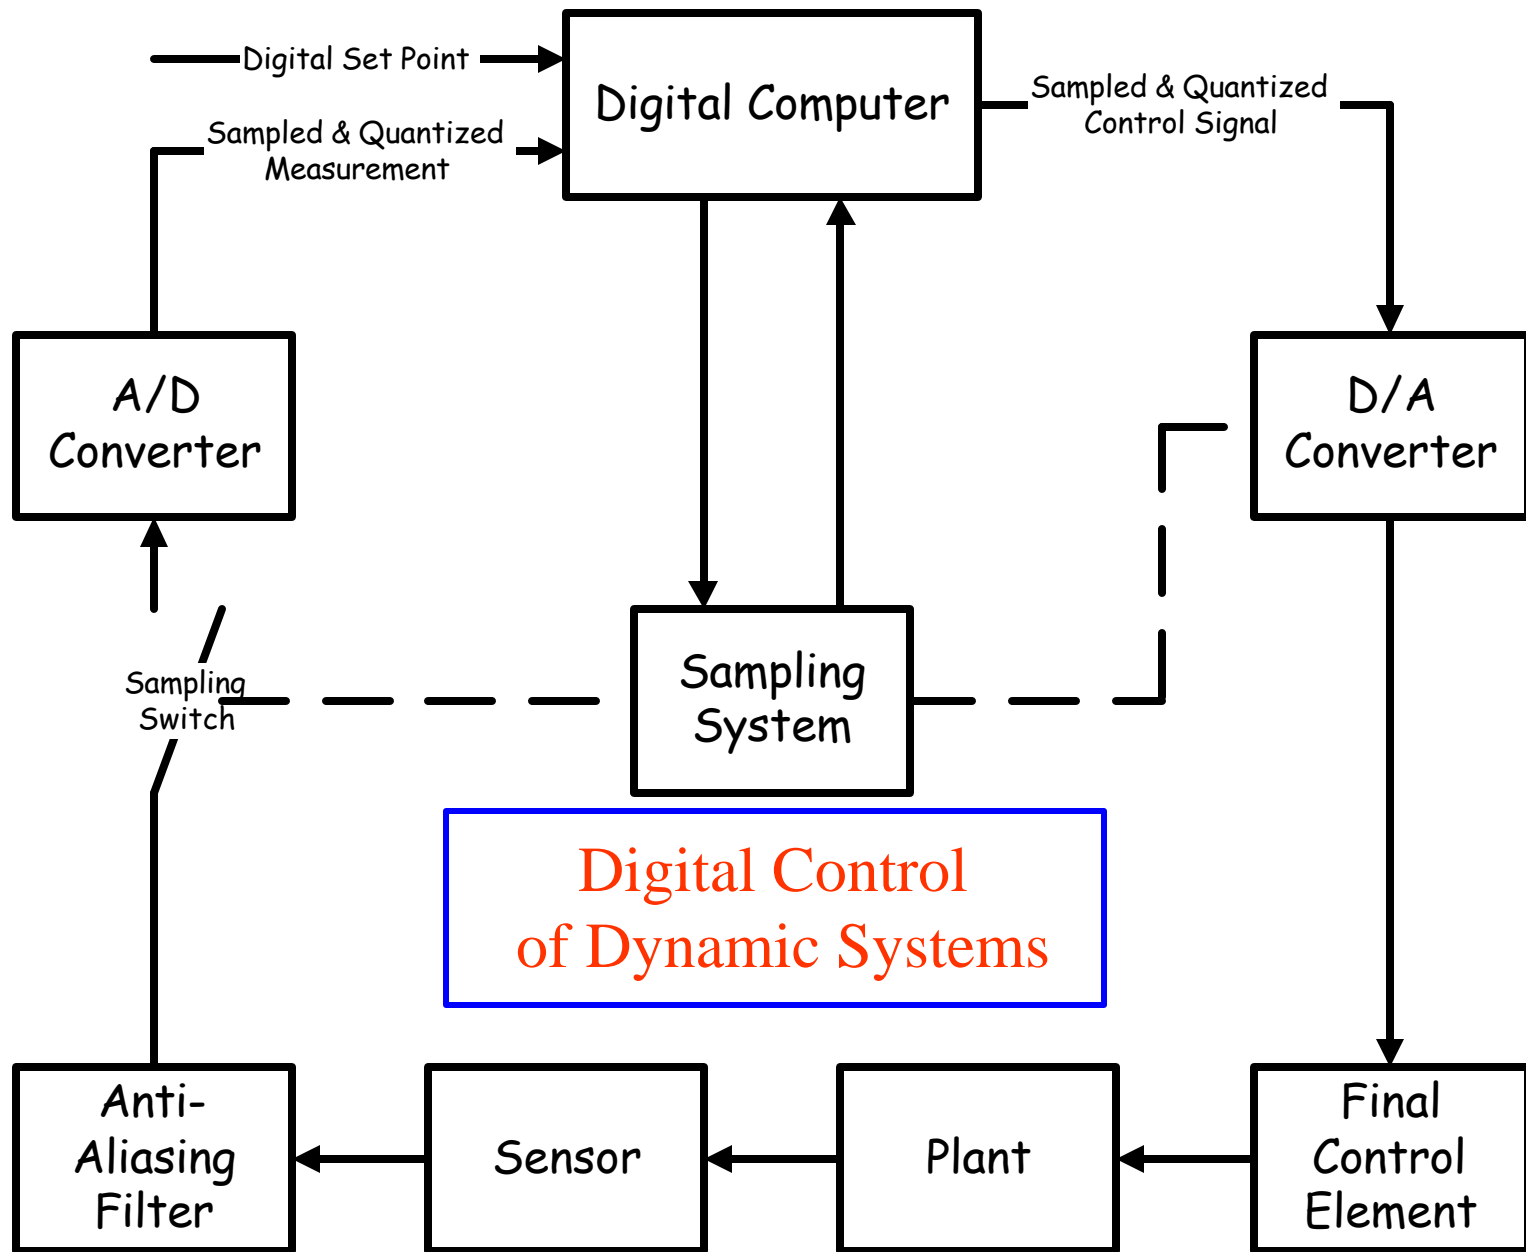 Digital Set Point
Digital Computer
Sampled & Quantized
Control Signal
Sampled & Quantized
Measurement
A/D
Converter
D/A
Converter
Sampling
System
Sampling
Switch
Digital Control
of Dynamic Systems
Anti-
Aliasing
Filter
Sensor
Plant
Final
Control
Element